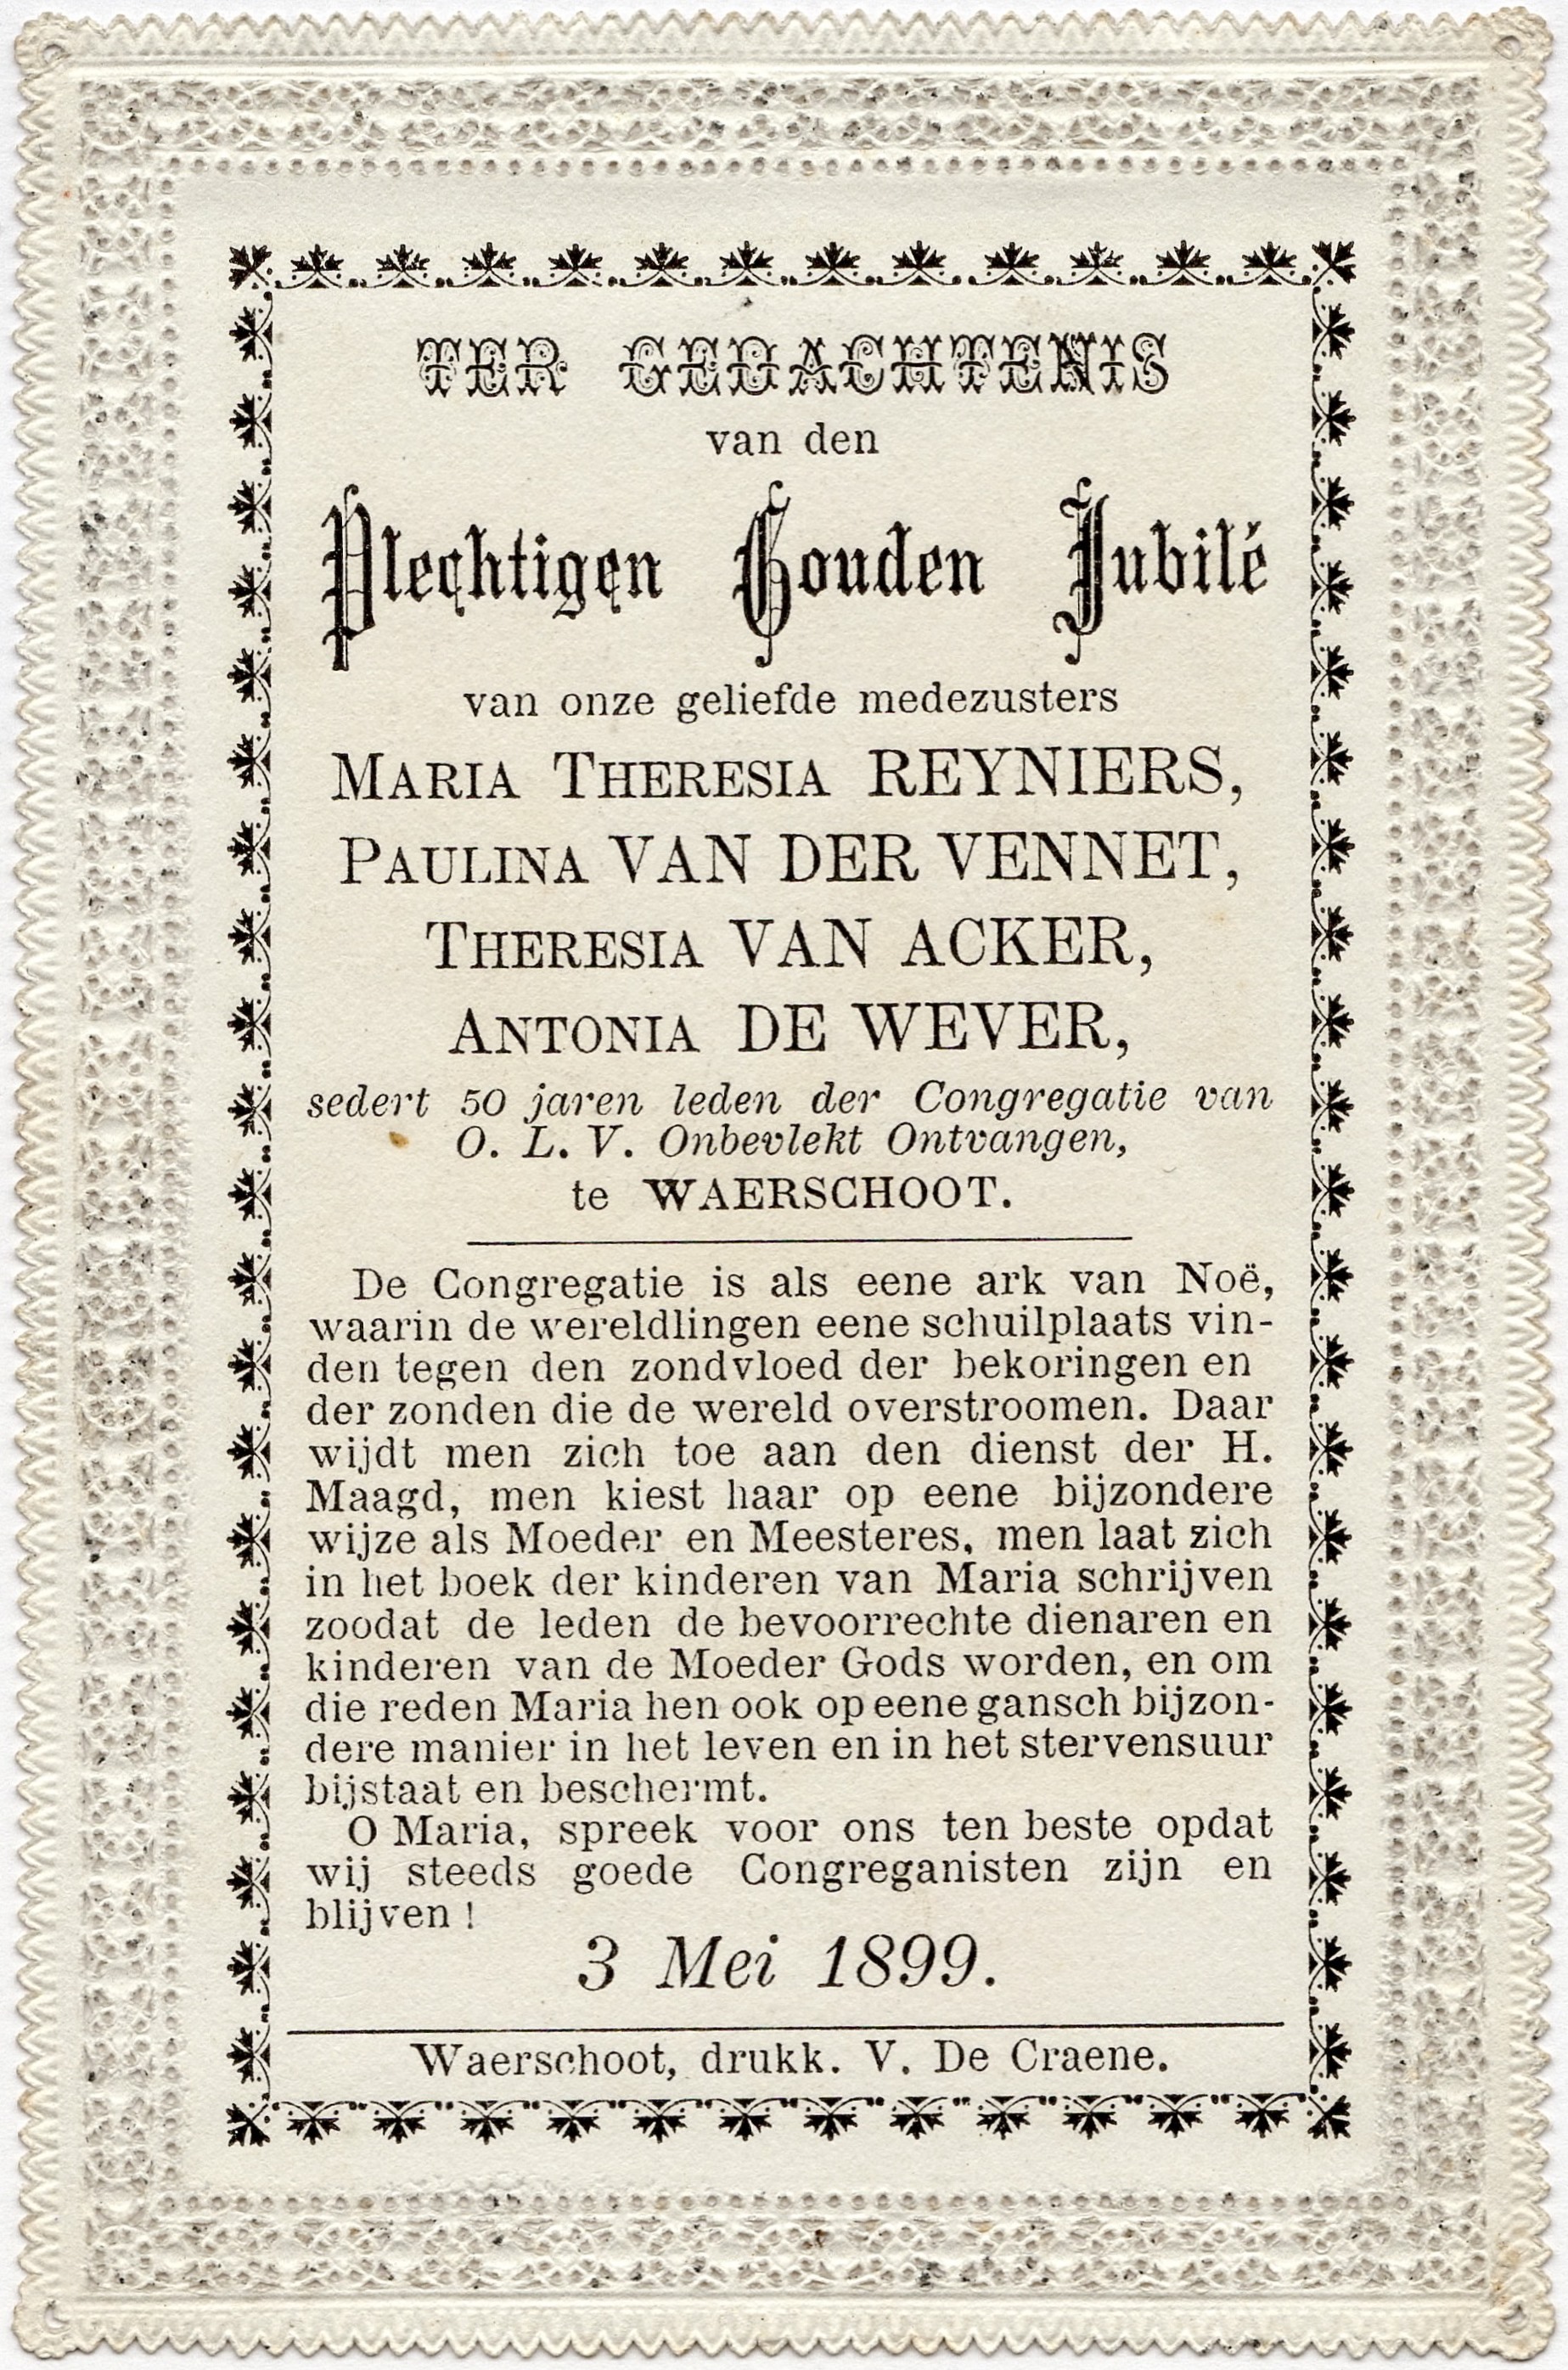 TER GEDACHTENIS
van den
Plechtigen Gouden Jubilé
van onze geliefde medezusters
MARIA THERESIA REYNIERS,
PAULINA VAN DER VENNET,
THERESIA VAN ACKER,
ANTONIA DE WEVER,
sedert 50 jaren leden der Congregatie van
O. L. V. Onbevlekt Ontvangen,
te WAERSCHOOT.
De Congregatie is als eene ark van Noë,
waarin de wereldlingen eene schuilplaats vin-
den tegen den zondvloed der bekoringen en
der zonden die de wereld overstroomen. Daar
wijdt men zich toe aan den dienst der H.
Maagd, men kiest haar op eene bijzondere
wijze als Moeder en Meesteres, men laat zich
in het boek der kinderen van Maria schrijven
zoodat de leden de bevoorrechte dienaren en
kinderen van de Moeder Gods worden, en om
die reden Maria hen ook op eene gansch bijzon-
dere manier in het leven en in het stervensuur
bijstaat en beschermt.
O Maria, spreek voor ons ten beste opdat
wij steeds goede Congreganisten zijn en
blijven !
3 Mei 1899.
Waerschoot, drukk. V. De Craene.